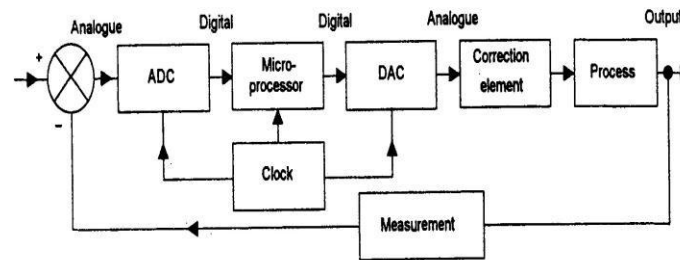 Analogue
Digital
Digital
Analogue
Output
+
ADC
Micro-
processor
DAC
Correction
element
Process
−
Clock
Measurement